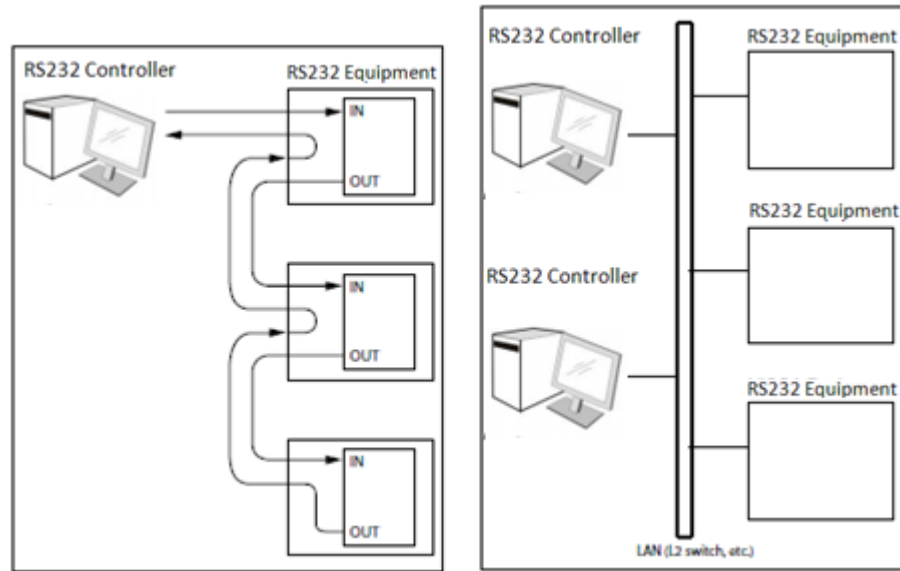 RS232 Controller
RS232 Equipment
IN
OUT
IN
OUT
IN
OUT
RS232 Controller
RS232 Equipment
RS232 Equipment
RS232 Controller
RS232 Equipment
LAN (L2 switch, etc.)